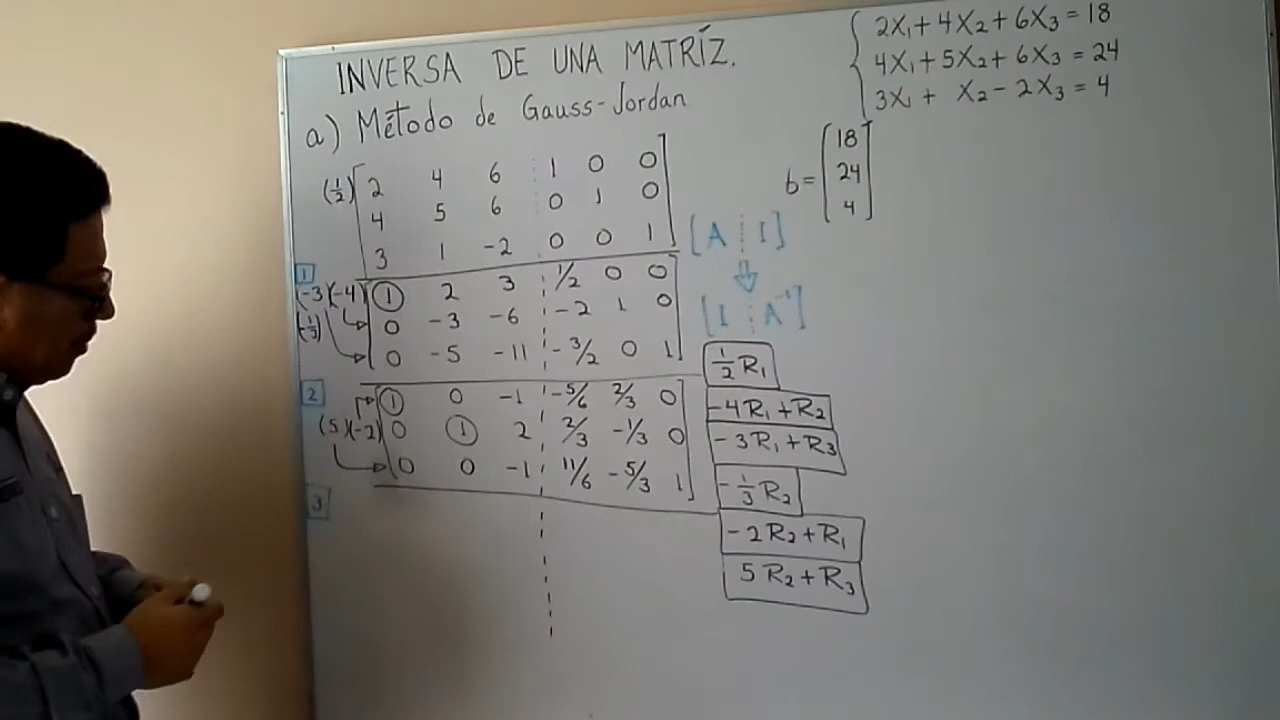 INVERSA DE UNA MATRÍZ.
a) Método de Gauss-Jordan
(1/2) 2 4 6 1 0 0
4 5 6 0 1 0
3 1 -2 0 0 1
1
(-3)(-4) 1 2 3 1/2 0 0
(-1/3) 0 -3 -6 -2 1 0
0 -5 -11 -3/2 0 1
2
1 0 -1 -5/6 2/3 0
(5)(-2) 0 1 2 2/3 -1/3 0
0 0 -1 11/6 -5/3 1
3
2X₁+4X₂+6X₃=18
4X₁+5X₂+6X₃=24
3X₁+ X₂-2X₃=4
b= [18
24
4]
[A ⋮ I]
⇩
[I ⋮ A⁻¹]
1/2 R₁
-4R₁+R₂
-3R₁+R₃
-1/3 R₂
-2R₂+R₁
5R₂+R₃